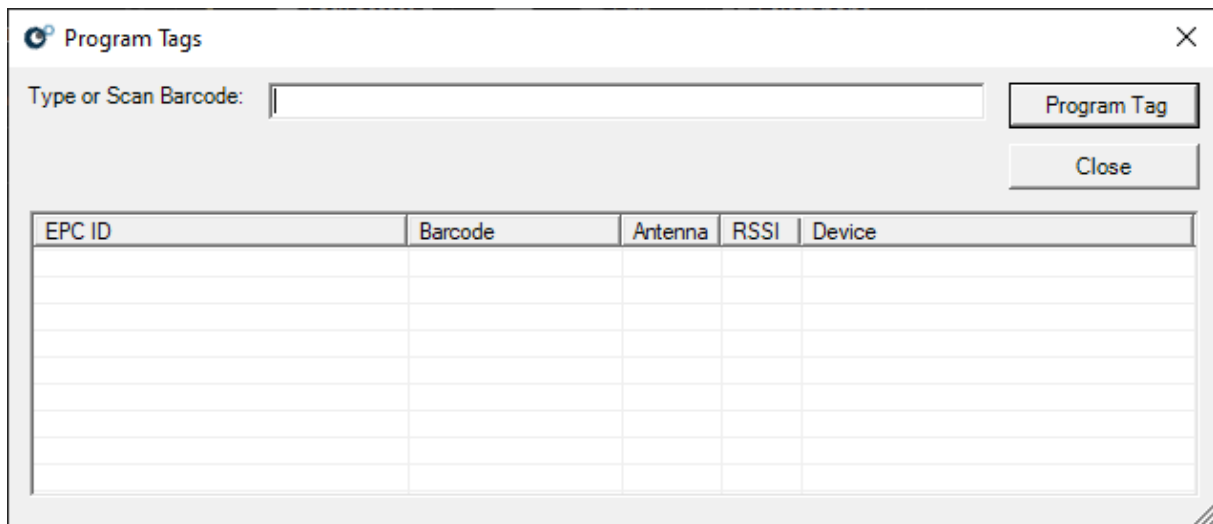 Program Tags
Type or Scan Barcode:
Program Tag
Close
EPC ID Barcode Antenna RSSI Device